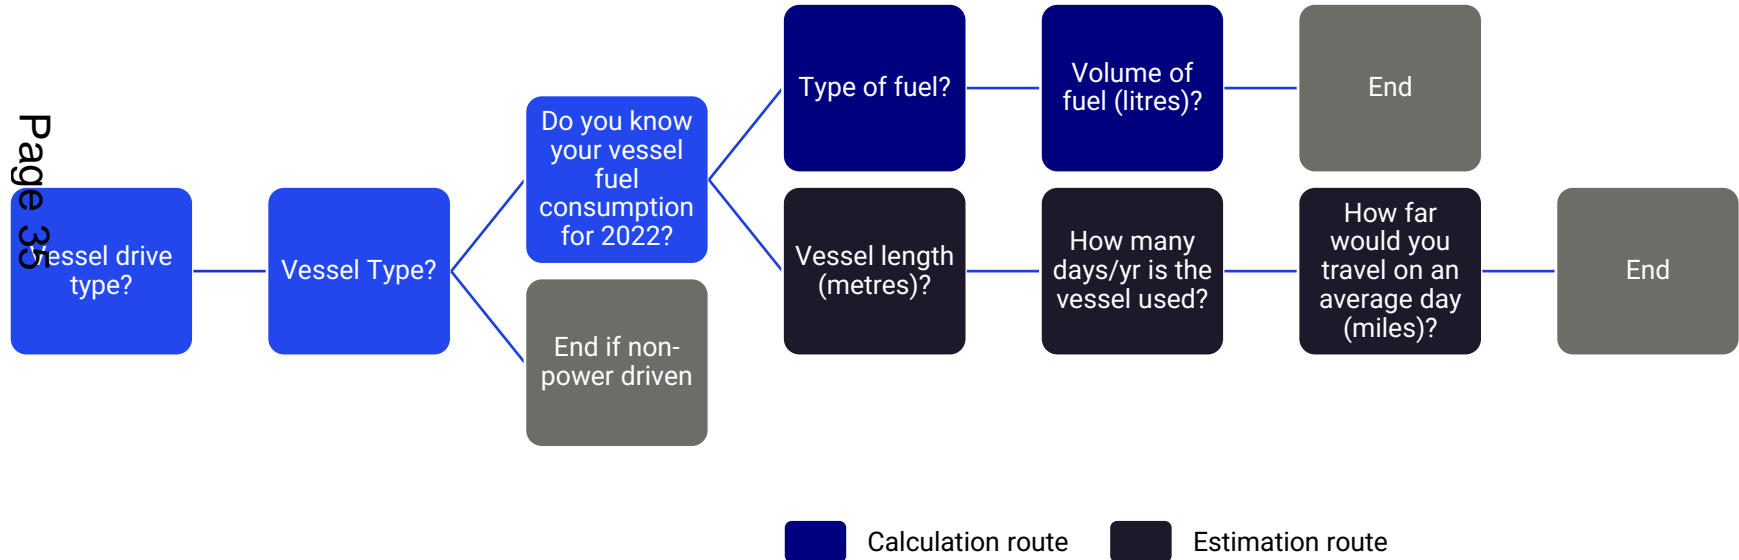 Page 35
Vessel drive
type?
Vessel Type?
Do you know
your vessel
fuel
consumption
for 2022?
End if non-
power driven
Type of fuel?
Volume of
fuel (litres)?
End
Vessel length
(metres)?
How many
days/yr is the
vessel used?
How far
would you
travel on an
average day
(miles)?
End
Calculation route
Estimation route